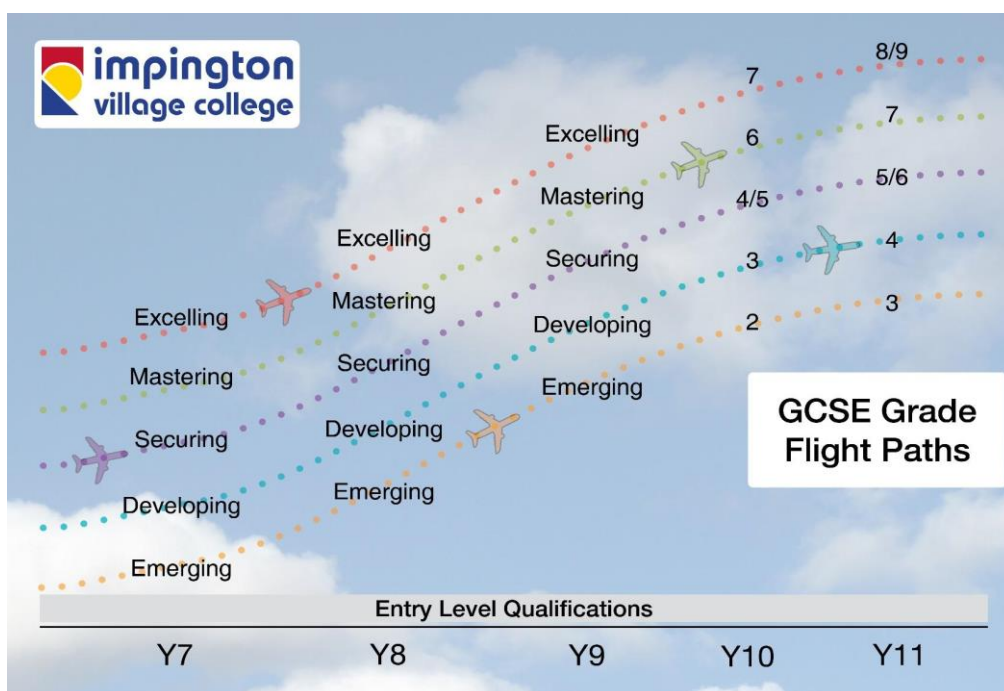 impington
village college
8/9
7
7
6
Excelling
Mastering
5/6
4/5
Excelling
Securing
4
3
Mastering
Excelling
Developing
3
2
Securing
Mastering
Emerging
GCSE Grade
Flight Paths
Developing
Securing
Emerging
Developing
Emerging
Entry Level Qualifications
Y7 Y8 Y9 Y10 Y11